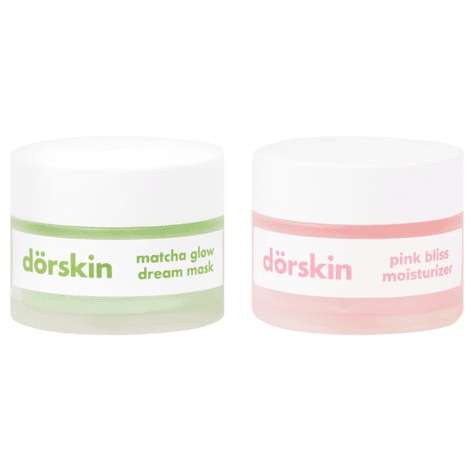 dörskin
matcha glow
dream mask
dörskin
pink bliss
moisturizer